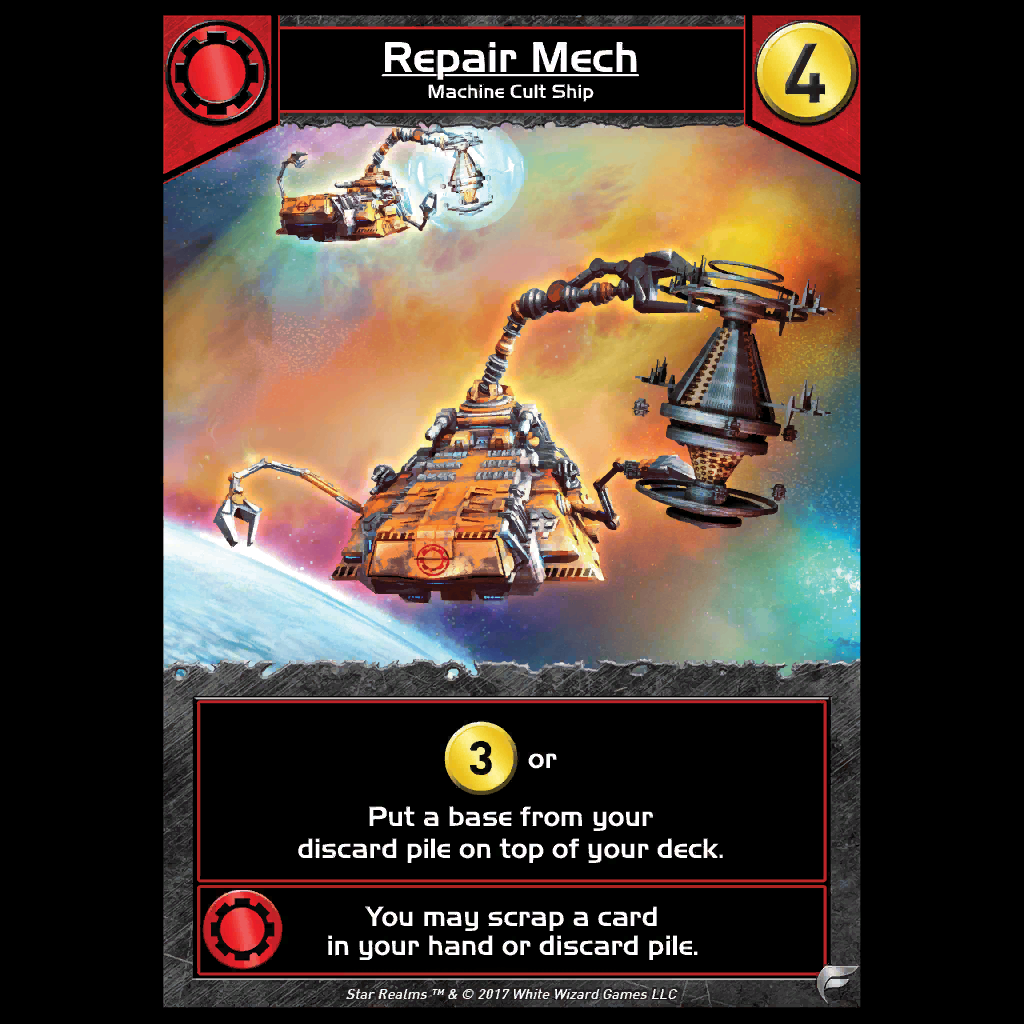 Repair Mech
4
Machine Cult Ship
3 or
Put a base from your
discard pile on top of your deck.
You may scrap a card
in your hand or discard pile.
Star Realms ™ & © 2017 White Wizard Games LLC